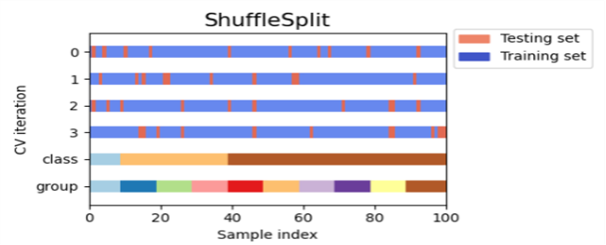 ShuffleSplit
Testing set
Training set
CV iteration
0
1
2
3
class
group
0 20 40 60 80 100
Sample index